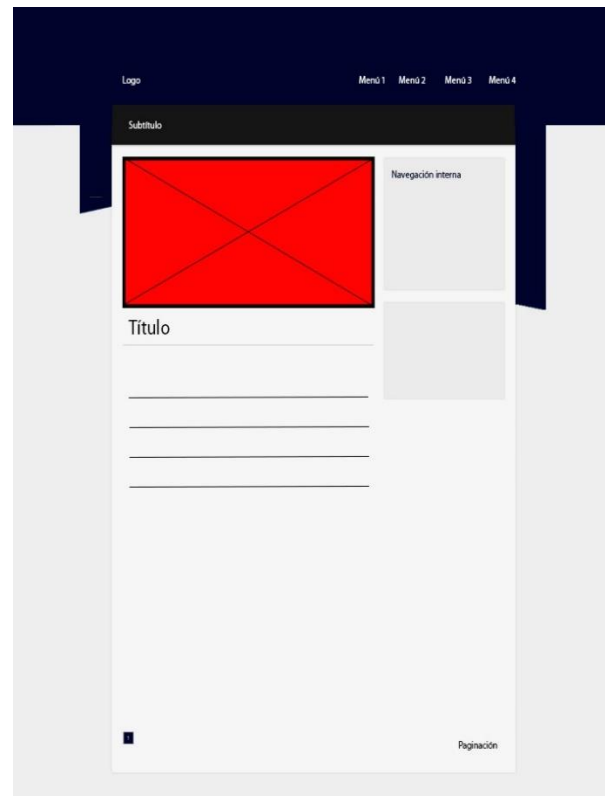 Logo
Menú 1 Menú 2 Menú 3 Menú 4
Subtítulo
Navegación interna
Título
Paginación